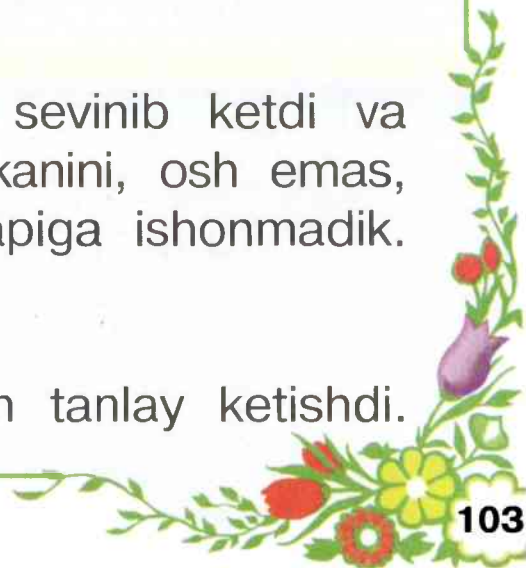 sevinib ketdi va
kanini, osh emas,
apiga ishonmadik.
tanlay ketishdi.
103